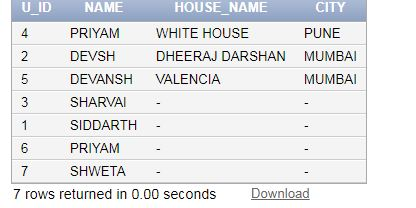 U_ID NAME HOUSE_NAME CITY
4 PRIYAM WHITE HOUSE PUNE
2 DEVSH DHEERAJ DARSHAN MUMBAI
5 DEVANSH VALENCIA MUMBAI
3 SHARVAI - -
1 SIDDARTH - -
6 PRIYAM - -
7 SHWETA - -
7 rows returned in 0.00 seconds Download